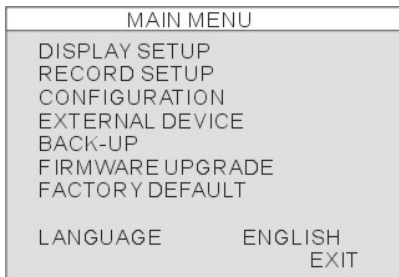 MAIN MENU
DISPLAY SETUP
RECORD SETUP
CONFIGURATION
EXTERNAL DEVICE
BACK-UP
FIRMWARE UPGRADE
FACTORY DEFAULT
LANGUAGE ENGLISH
EXIT